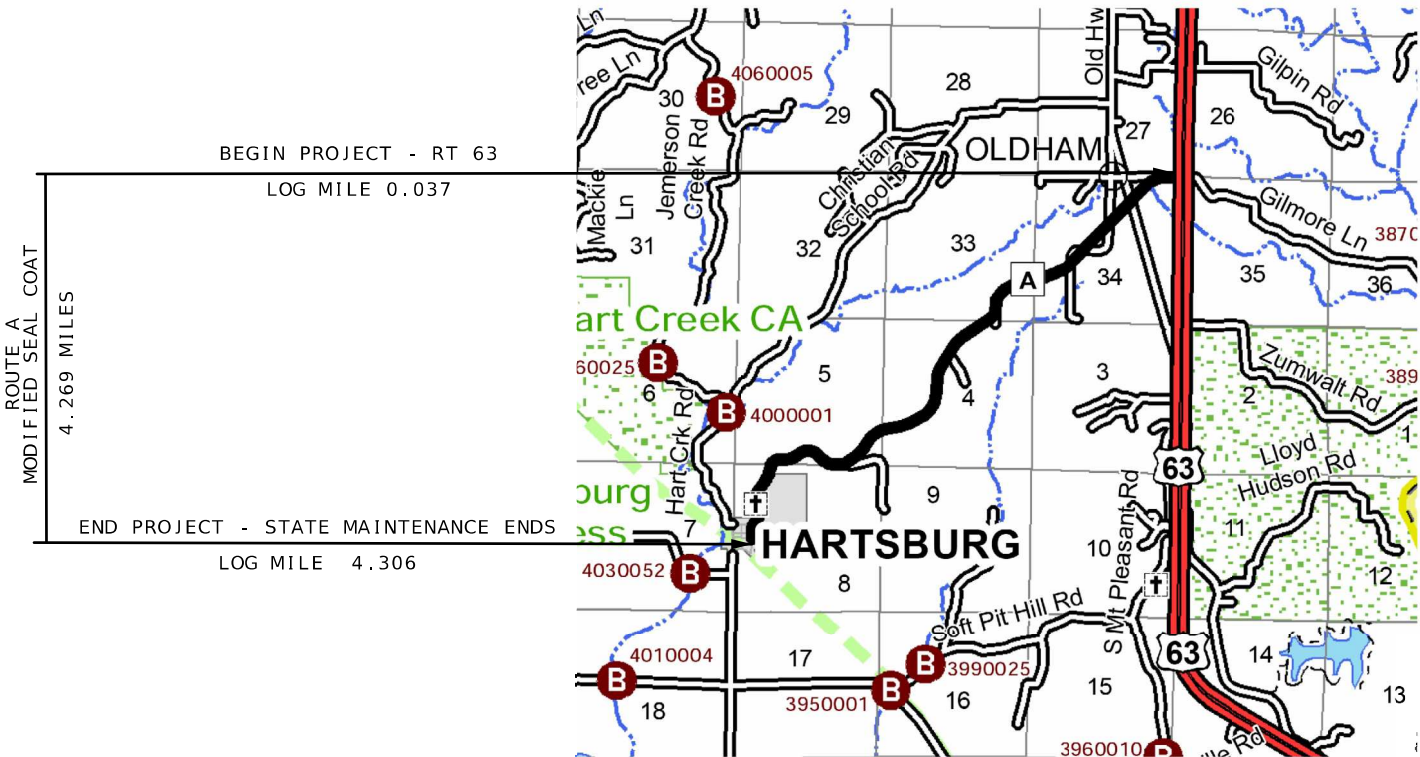 BEGIN PROJECT - RT 63
LOG MILE 0.037
ROUTE A
MODIFIED SEAL COAT
4.269 MILES
END PROJECT - STATE MAINTENANCE ENDS
LOG MILE 4.306
Ln
ree Ln
30
B
4060005
Jemerson
Creek Rd
29
28
Old Hw
27
26
Gilpin Rd
OLDHAM
Christian
School Rd
Mackie
Ln
31
32
33
A
34
Gilmore Ln
3870
35
36
art Creek CA
60025
B
6
B
4000001
Hart Crk Rd
5
4
3
2
Zumwalt Rd
389
1
63
Lloyd
Hudson Rd
burg
ess
7
9
HARTSBURG
8
10
S Mt Pleasant Rd
11
12
4030052
B
Soft Pit Hill Rd
4010004
B
18
17
3950001
B
B
3990025
16
15
63
14
13
3960010
B
ville Rd